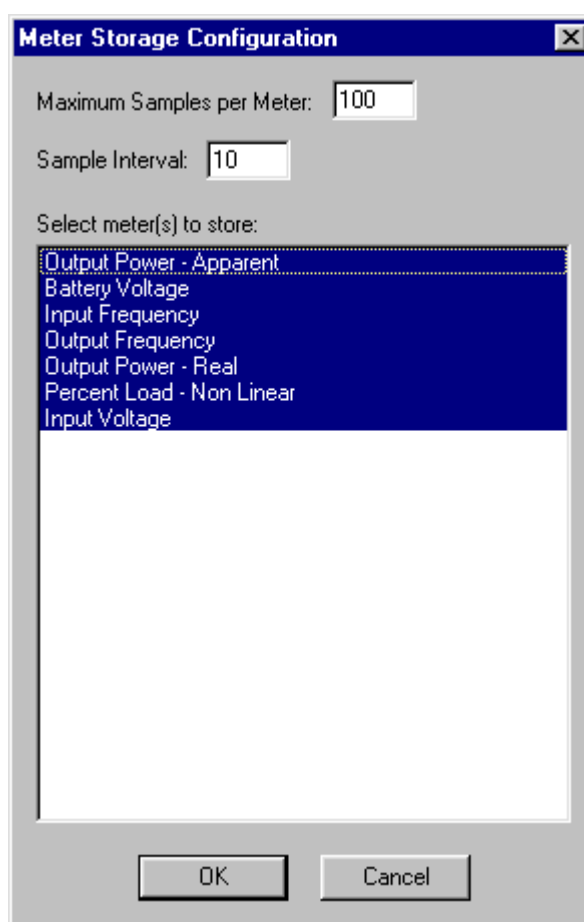 Meter Storage Configuration
Maximum Samples per Meter: 100
Sample Interval: 10
Select meter(s) to store:
Output Power - Apparent
Battery Voltage
Input Frequency
Output Frequency
Output Power - Real
Percent Load - Non Linear
Input Voltage
OK Cancel